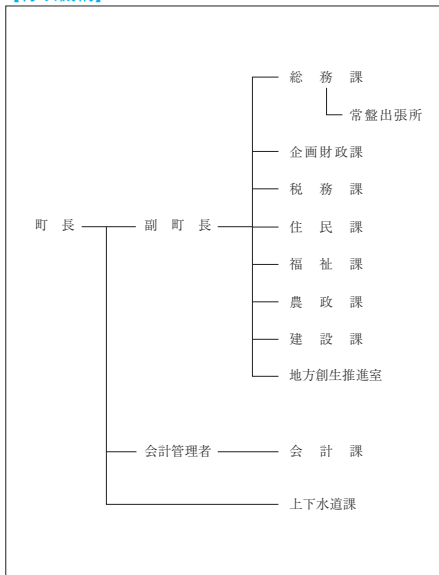 総務課
常盤出張所
企画財政課
税務課
町長 副町長 住民課
福祉課
農政課
建設課
地方創生推進室
会計管理者 会計課
上下水道課